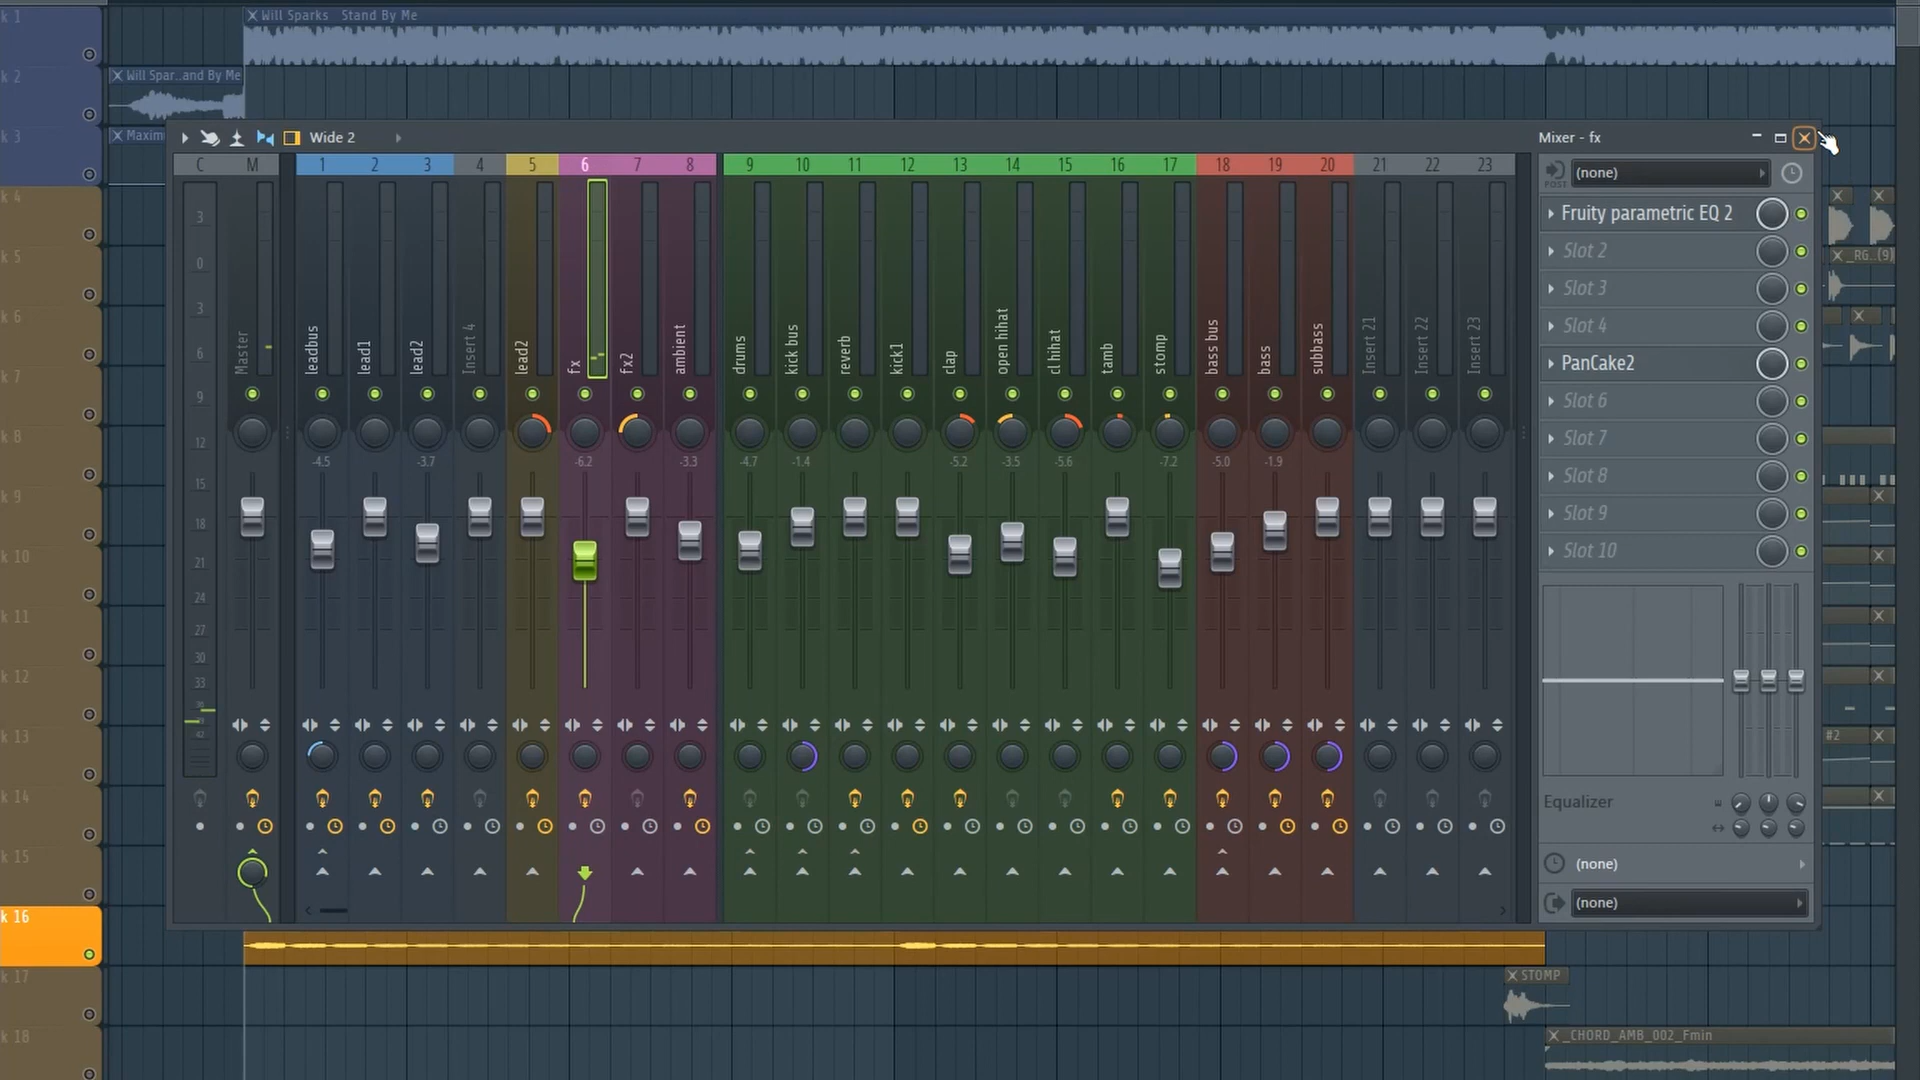 k 1
Will Sparks   Stand By Me
k 2
Will Spar..and By Me
k 3
Maxim
Wide 2
Mixer - fx
C M 1 2 3 4 5 6 7 8 9 10 11 12 13 14 15 16 17 18 19 20 21 22 23
POST
(none)
Fruity parametric EQ 2
Slot 2
Slot 3
Slot 4
PanCake2
Slot 6
Slot 7
Slot 8
Slot 9
Slot 10
Equalizer
(none)
(none)
3
0
3
6
9
12
15
18
21
24
27
30
33
Master
leadbus
lead1
lead2
Insert 4
lead2
fx
fx2
ambient
drums
kick bus
reverb
kick1
clap
open hihat
cl hihat
tamb
stomp
bass bus
bass
subbass
Insert 21
Insert 22
Insert 23
-4.5 -3.7 -6.2 -3.3 -4.7 -1.4 -5.2 -3.5 -5.6 -7.2 -5.0 -1.9
k 4
k 5
_RG..(9)
k 6
k 7
k 8
k 9
k 10
k 11
k 12
k 13
#2
k 14
k 15
k 16
k 17
STOMP
k 18
_CHORD_AMB_002_Fmin